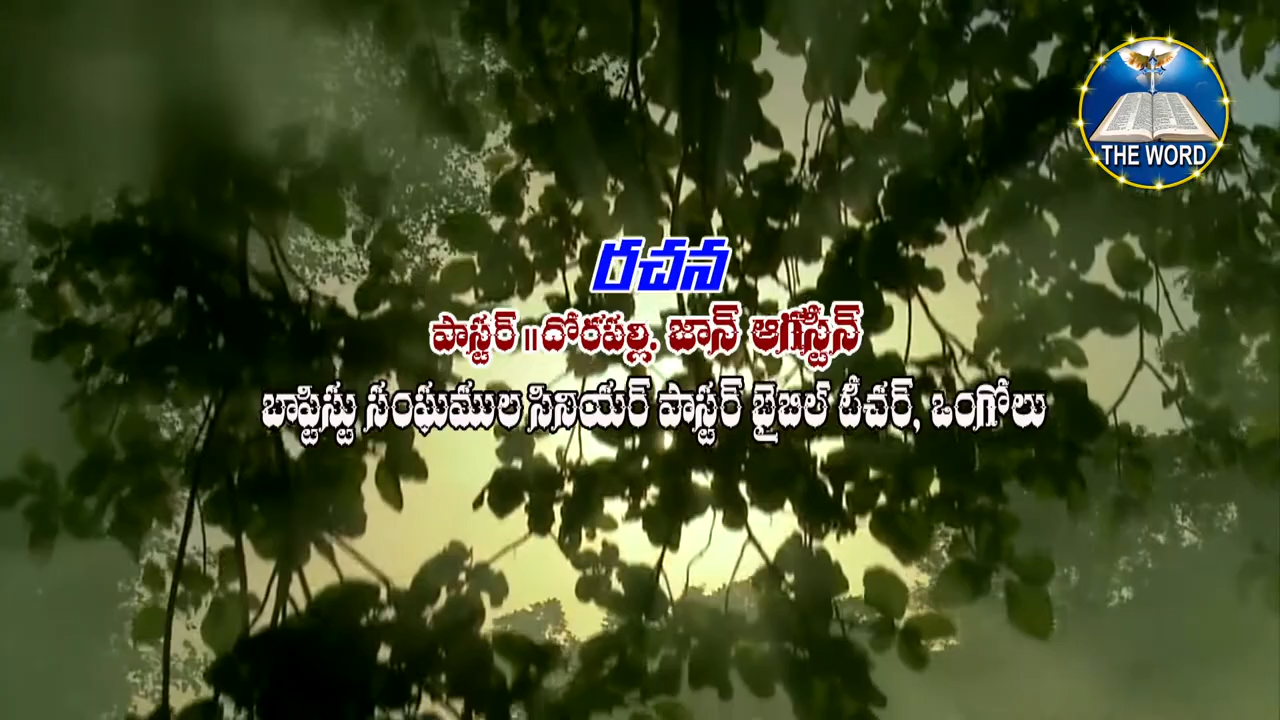 THE WORD
రచన
పాస్టర్ ॥దోరపల్లి. జాన్ ఆగస్టీన్
బాప్టిస్టు సంఘముల సినియర్ పాస్టర్ బైబిల్ టీచర్, ఒంగోలు